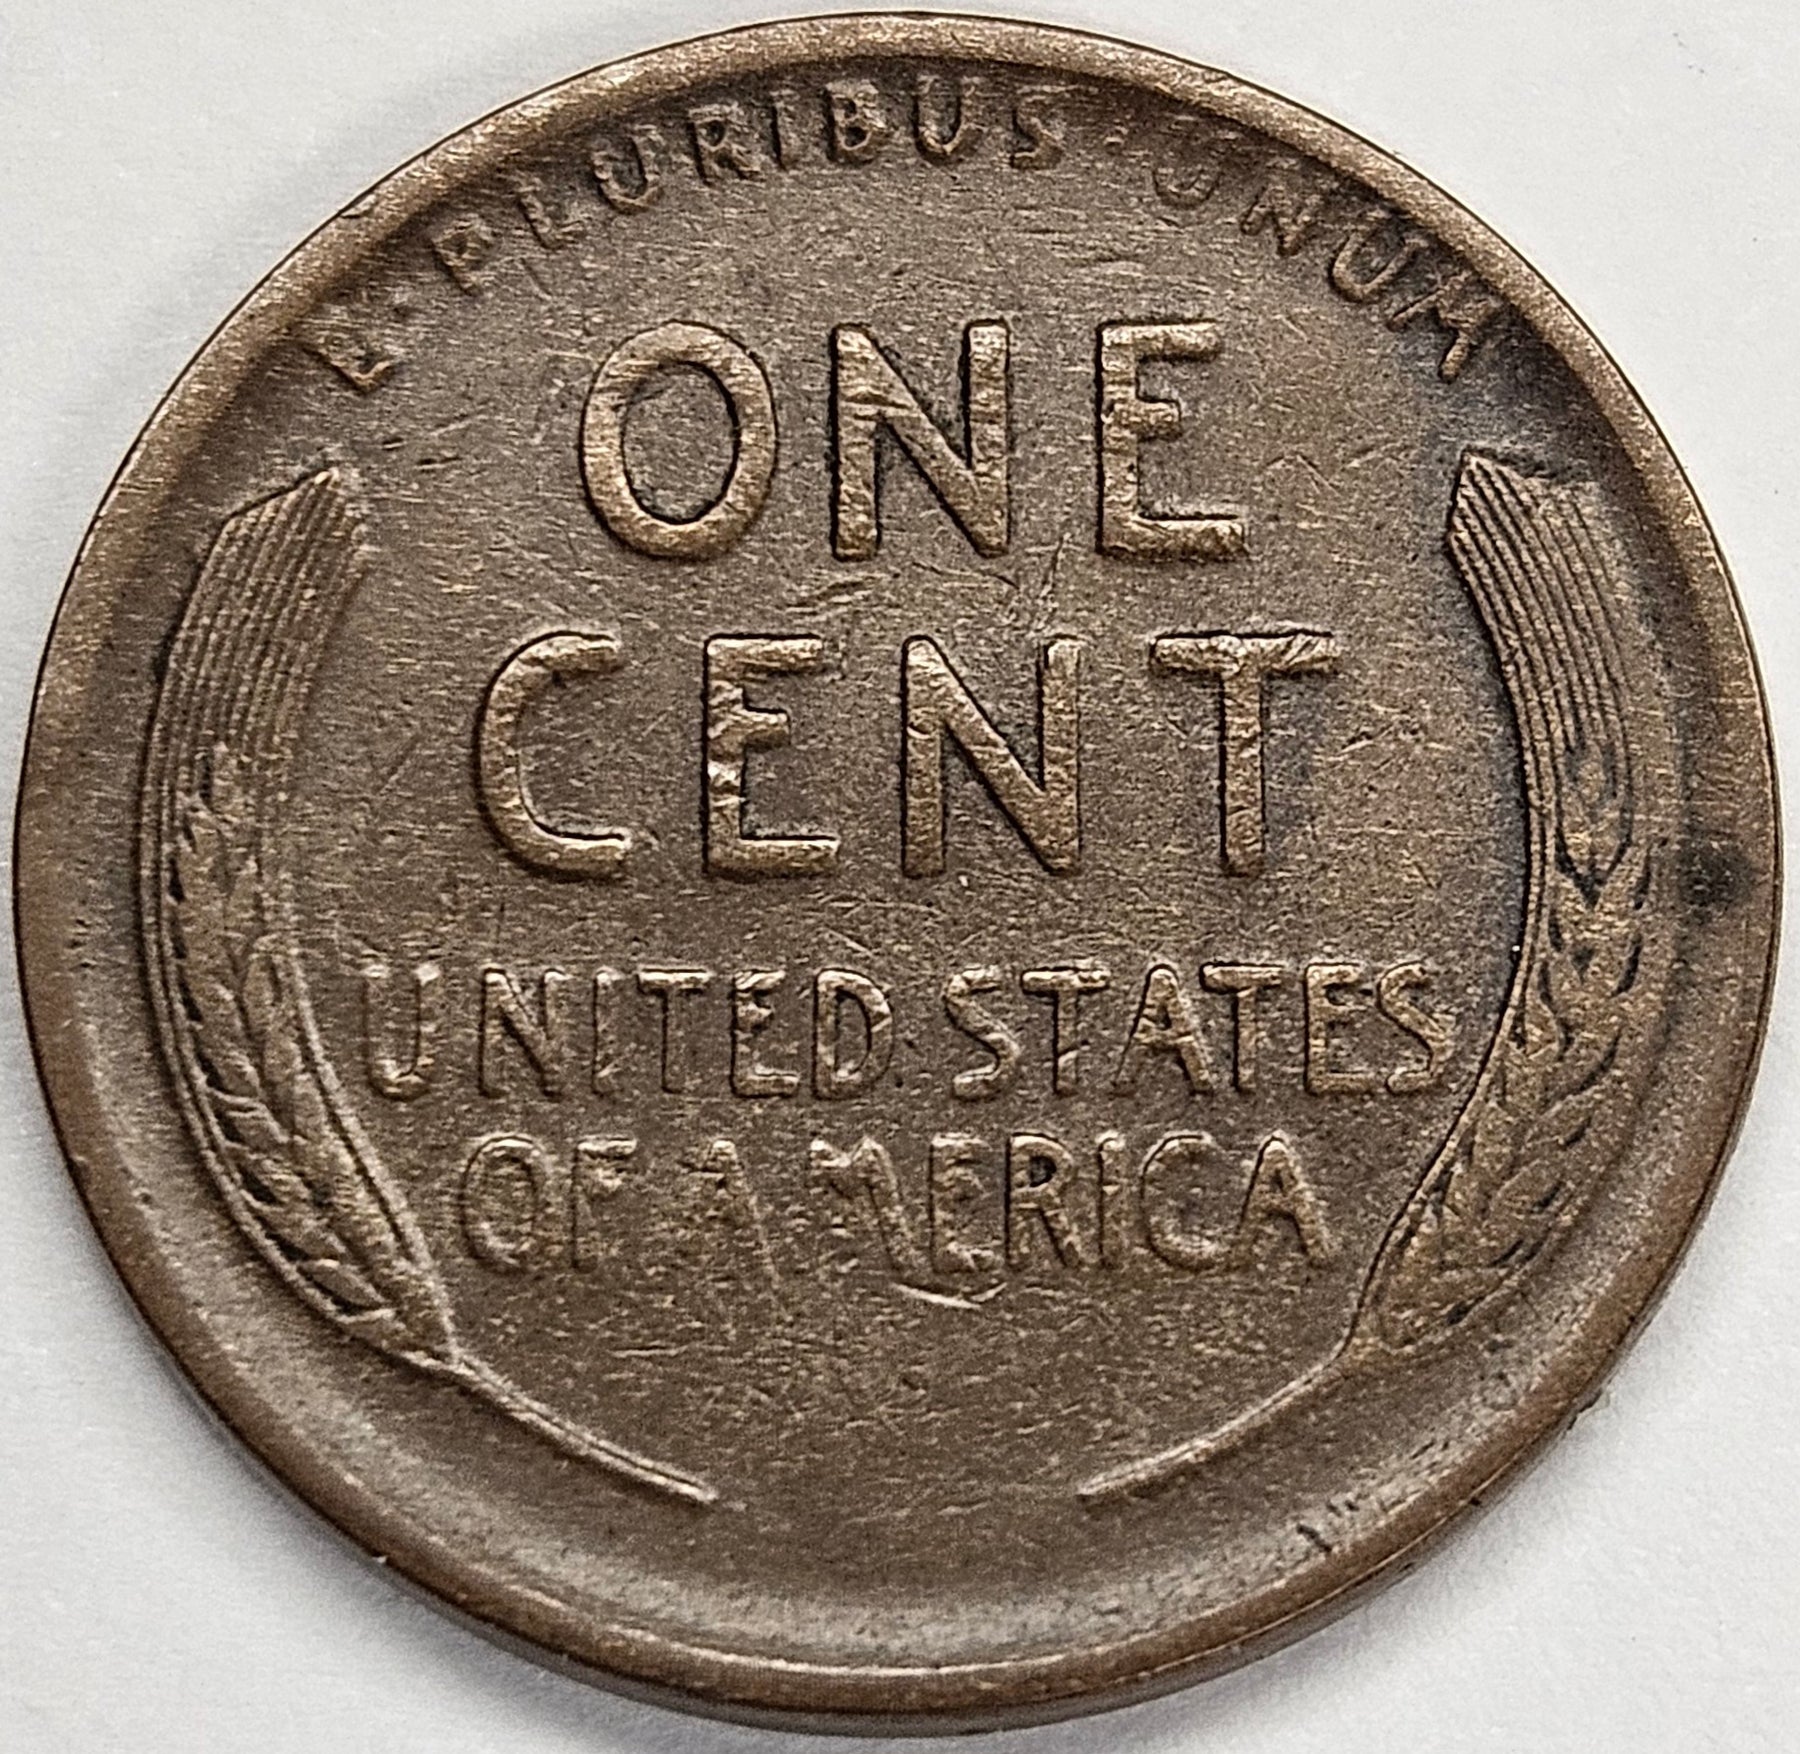 E·PLURIBUS·UNUM
ONE
CENT
UNITED STATES
OF AMERICA